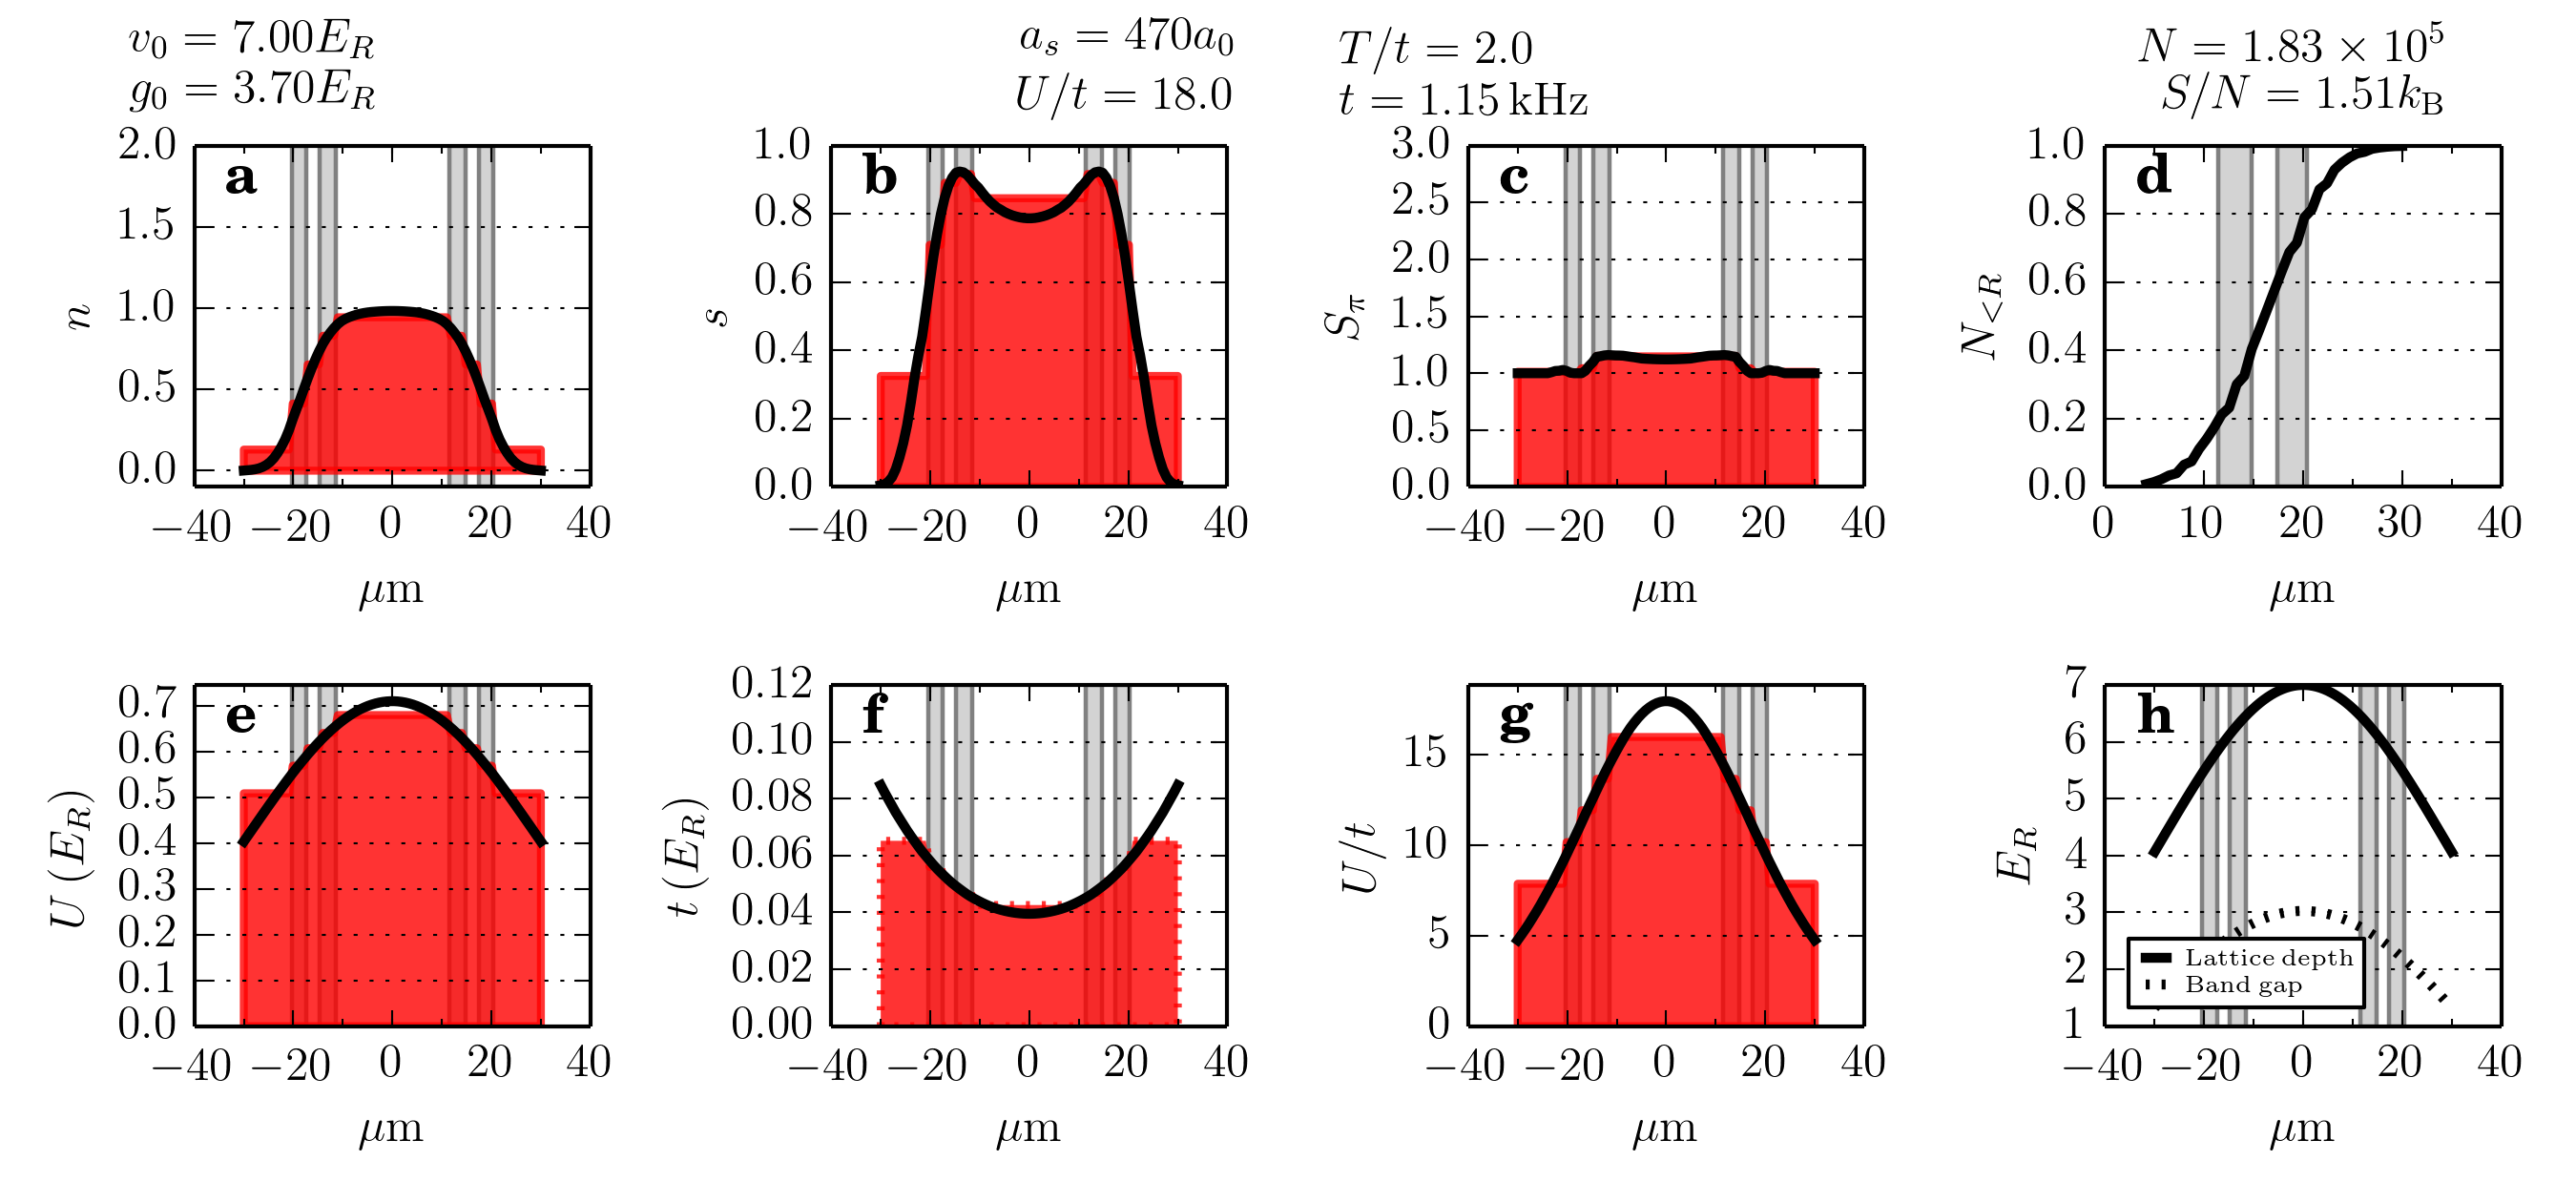 v₀ = 7.00E_R
g₀ = 3.70E_R
a_s = 470a₀
U/t = 18.0
T/t = 2.0
t = 1.15 kHz
N = 1.83 × 10⁵
S/N = 1.51k_B
a
2.0
1.5
1.0
0.5
0.0
n
−40 −20 0 20 40
μm
b
1.0
0.8
0.6
0.4
0.2
0.0
s
−40 −20 0 20 40
μm
c
3.0
2.5
2.0
1.5
1.0
0.5
0.0
S_π
−40 −20 0 20 40
μm
d
1.0
0.8
0.6
0.4
0.2
0.0
N_{<R}
0 10 20 30 40
μm
e
0.7
0.6
0.5
0.4
0.3
0.2
0.1
0.0
U (E_R)
−40 −20 0 20 40
μm
f
0.12
0.10
0.08
0.06
0.04
0.02
0.00
t (E_R)
−40 −20 0 20 40
μm
g
15
10
5
0
U/t
−40 −20 0 20 40
μm
h
7
6
5
4
3
2
1
E_R
Lattice depth
Band gap
−40 −20 0 20 40
μm